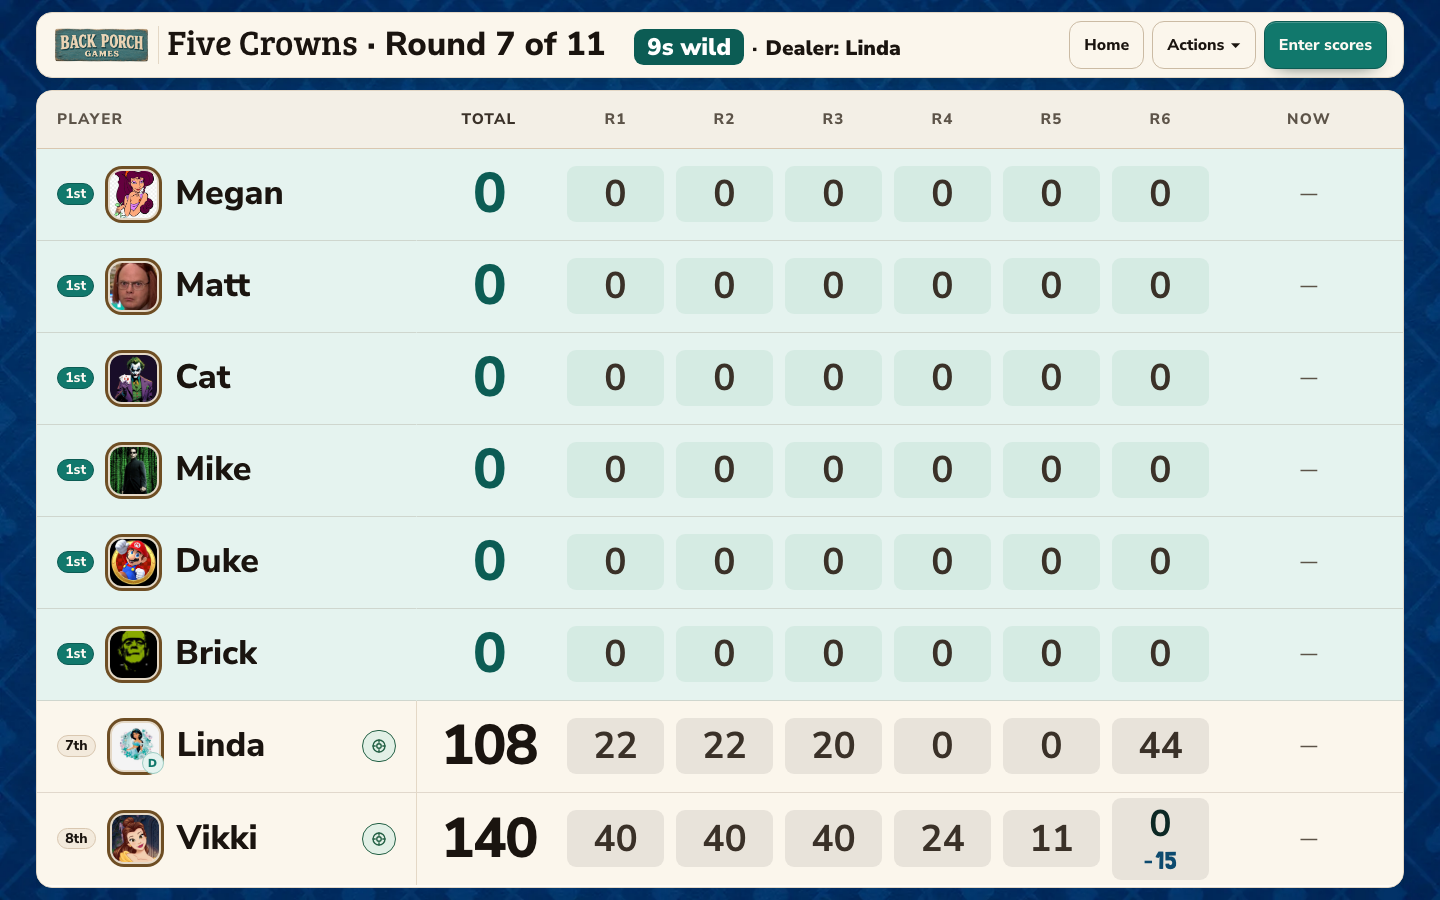 BACK PORCH
GAMES
Five Crowns · Round 7 of 11 9s wild · Dealer: Linda Home Actions Enter scores
PLAYER TOTAL R1 R2 R3 R4 R5 R6 NOW
1st Megan 0 0 0 0 0 0 0 —
1st Matt 0 0 0 0 0 0 0 —
1st Cat 0 0 0 0 0 0 0 —
1st Mike 0 0 0 0 0 0 0 —
1st Duke 0 0 0 0 0 0 0 —
1st Brick 0 0 0 0 0 0 0 —
7th D Linda 108 22 22 20 0 0 44 —
8th Vikki 140 40 40 40 24 11 0 —
-15